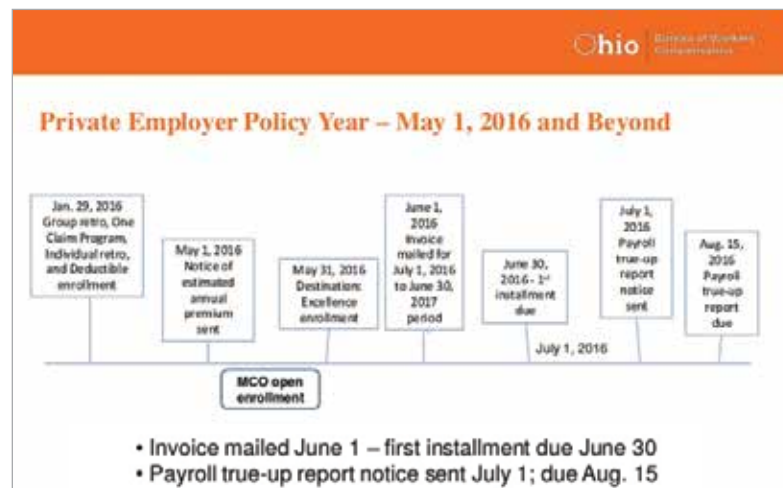 Ohio
Bureau of Workers'
Compensation
Private Employer Policy Year – May 1, 2016 and Beyond
Jan. 29, 2016
Group retro, One
Claim Program,
Individual retro,
and Deductible
enrollment
May 1, 2016
Notice of
estimated
annual
premium
sent
May 31, 2016
Destination:
Excellence
enrollment
June 1,
2016
Invoice
mailed for
July 1, 2016
to June 30,
2017
period
June 30,
2016 - 1st
installment
due
July 1,
2016
Payroll
true-up
report
notice
sent
Aug. 15,
2016
Payroll
true-up
report
due
July 1, 2016
MCO open
enrollment
• Invoice mailed June 1 – first installment due June 30
• Payroll true-up report notice sent July 1; due Aug. 15